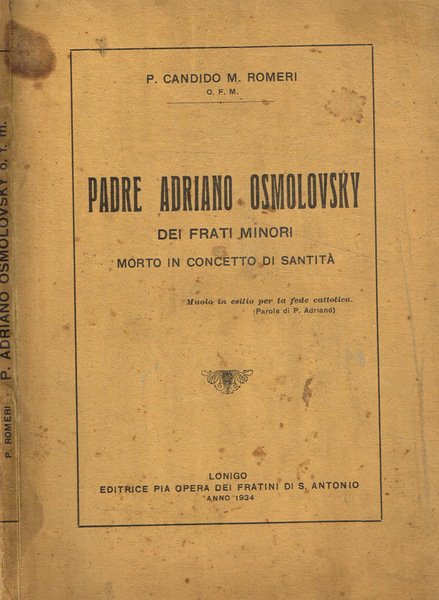 P. ROMERI - P. ADRIANO OSMOLOVSKY o. f. m.
P. CANDIDO M. ROMERI
O. F. M.
PADRE ADRIANO OSMOLOVSKY
DEI FRATI MINORI
MORTO IN CONCETTO DI SANTITÀ
Muoio in esilio per la fede cattolica.
(Parole di P. Adriano)
LONIGO
EDITRICE PIA OPERA DEI FRATINI DI S. ANTONIO
ANNO 1934